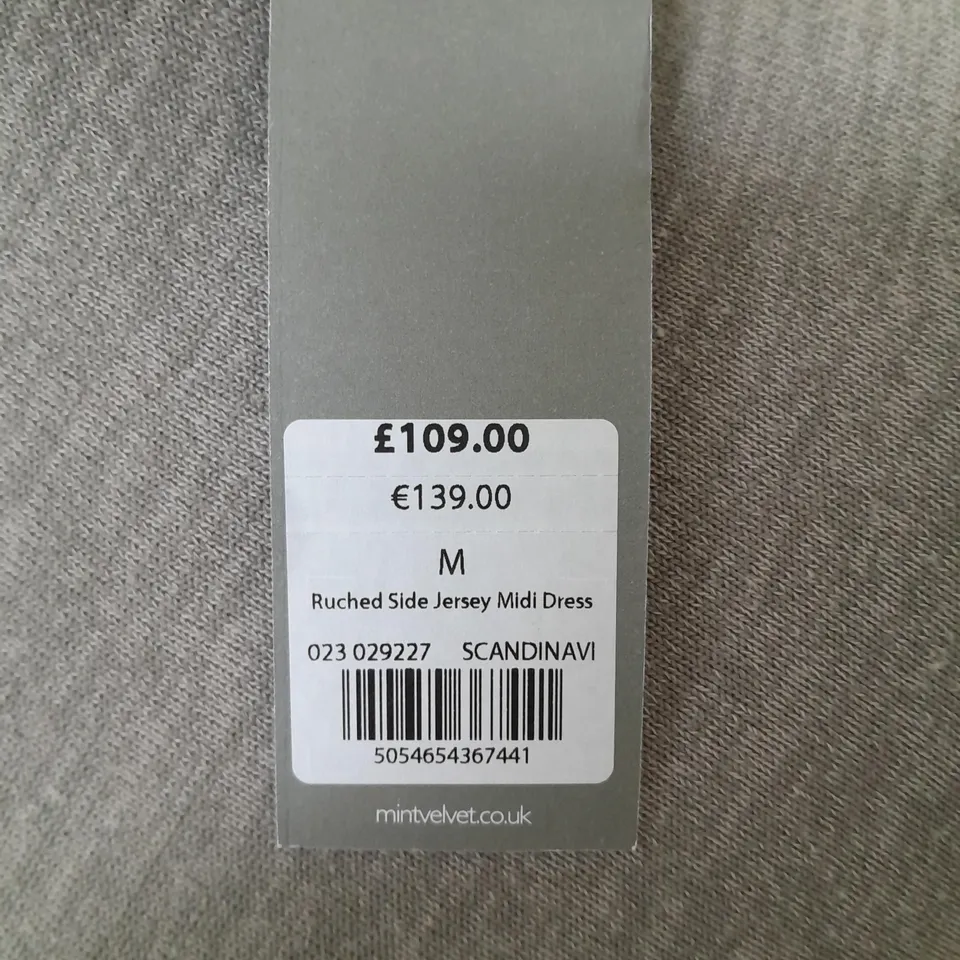 £109.00
€139.00
M
Ruched Side Jersey Midi Dress
023 029227 SCANDINAVI
5054654367441
mintvelvet.co.uk